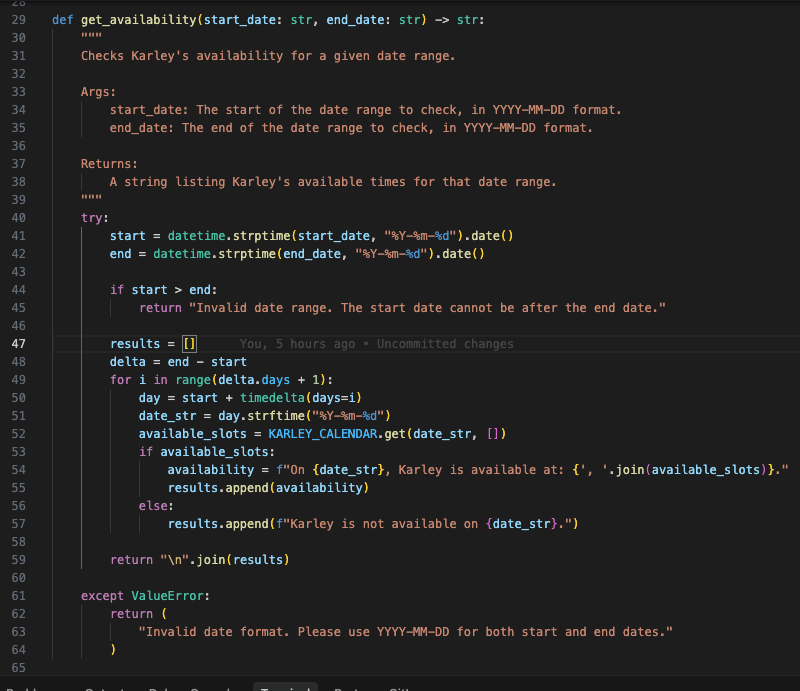 28
29 def get_availability(start_date: str, end_date: str) -> str:
30 """
31 Checks Karley's availability for a given date range.
32
33 Args:
34 start_date: The start of the date range to check, in YYYY-MM-DD format.
35 end_date: The end of the date range to check, in YYYY-MM-DD format.
36
37 Returns:
38 A string listing Karley's available times for that date range.
39 """
40 try:
41 start = datetime.strptime(start_date, "%Y-%m-%d").date()
42 end = datetime.strptime(end_date, "%Y-%m-%d").date()
43
44 if start > end:
45 return "Invalid date range. The start date cannot be after the end date."
46
47 results = [] You, 5 hours ago • Uncommitted changes
48 delta = end - start
49 for i in range(delta.days + 1):
50 day = start + timedelta(days=i)
51 date_str = day.strftime("%Y-%m-%d")
52 available_slots = KARLEY_CALENDAR.get(date_str, [])
53 if available_slots:
54 availability = f"On {date_str}, Karley is available at: {', '.join(available_slots)}."
55 results.append(availability)
56 else:
57 results.append(f"Karley is not available on {date_str}.")
58
59 return "\n".join(results)
60
61 except ValueError:
62 return (
63 "Invalid date format. Please use YYYY-MM-DD for both start and end dates."
64 )
65